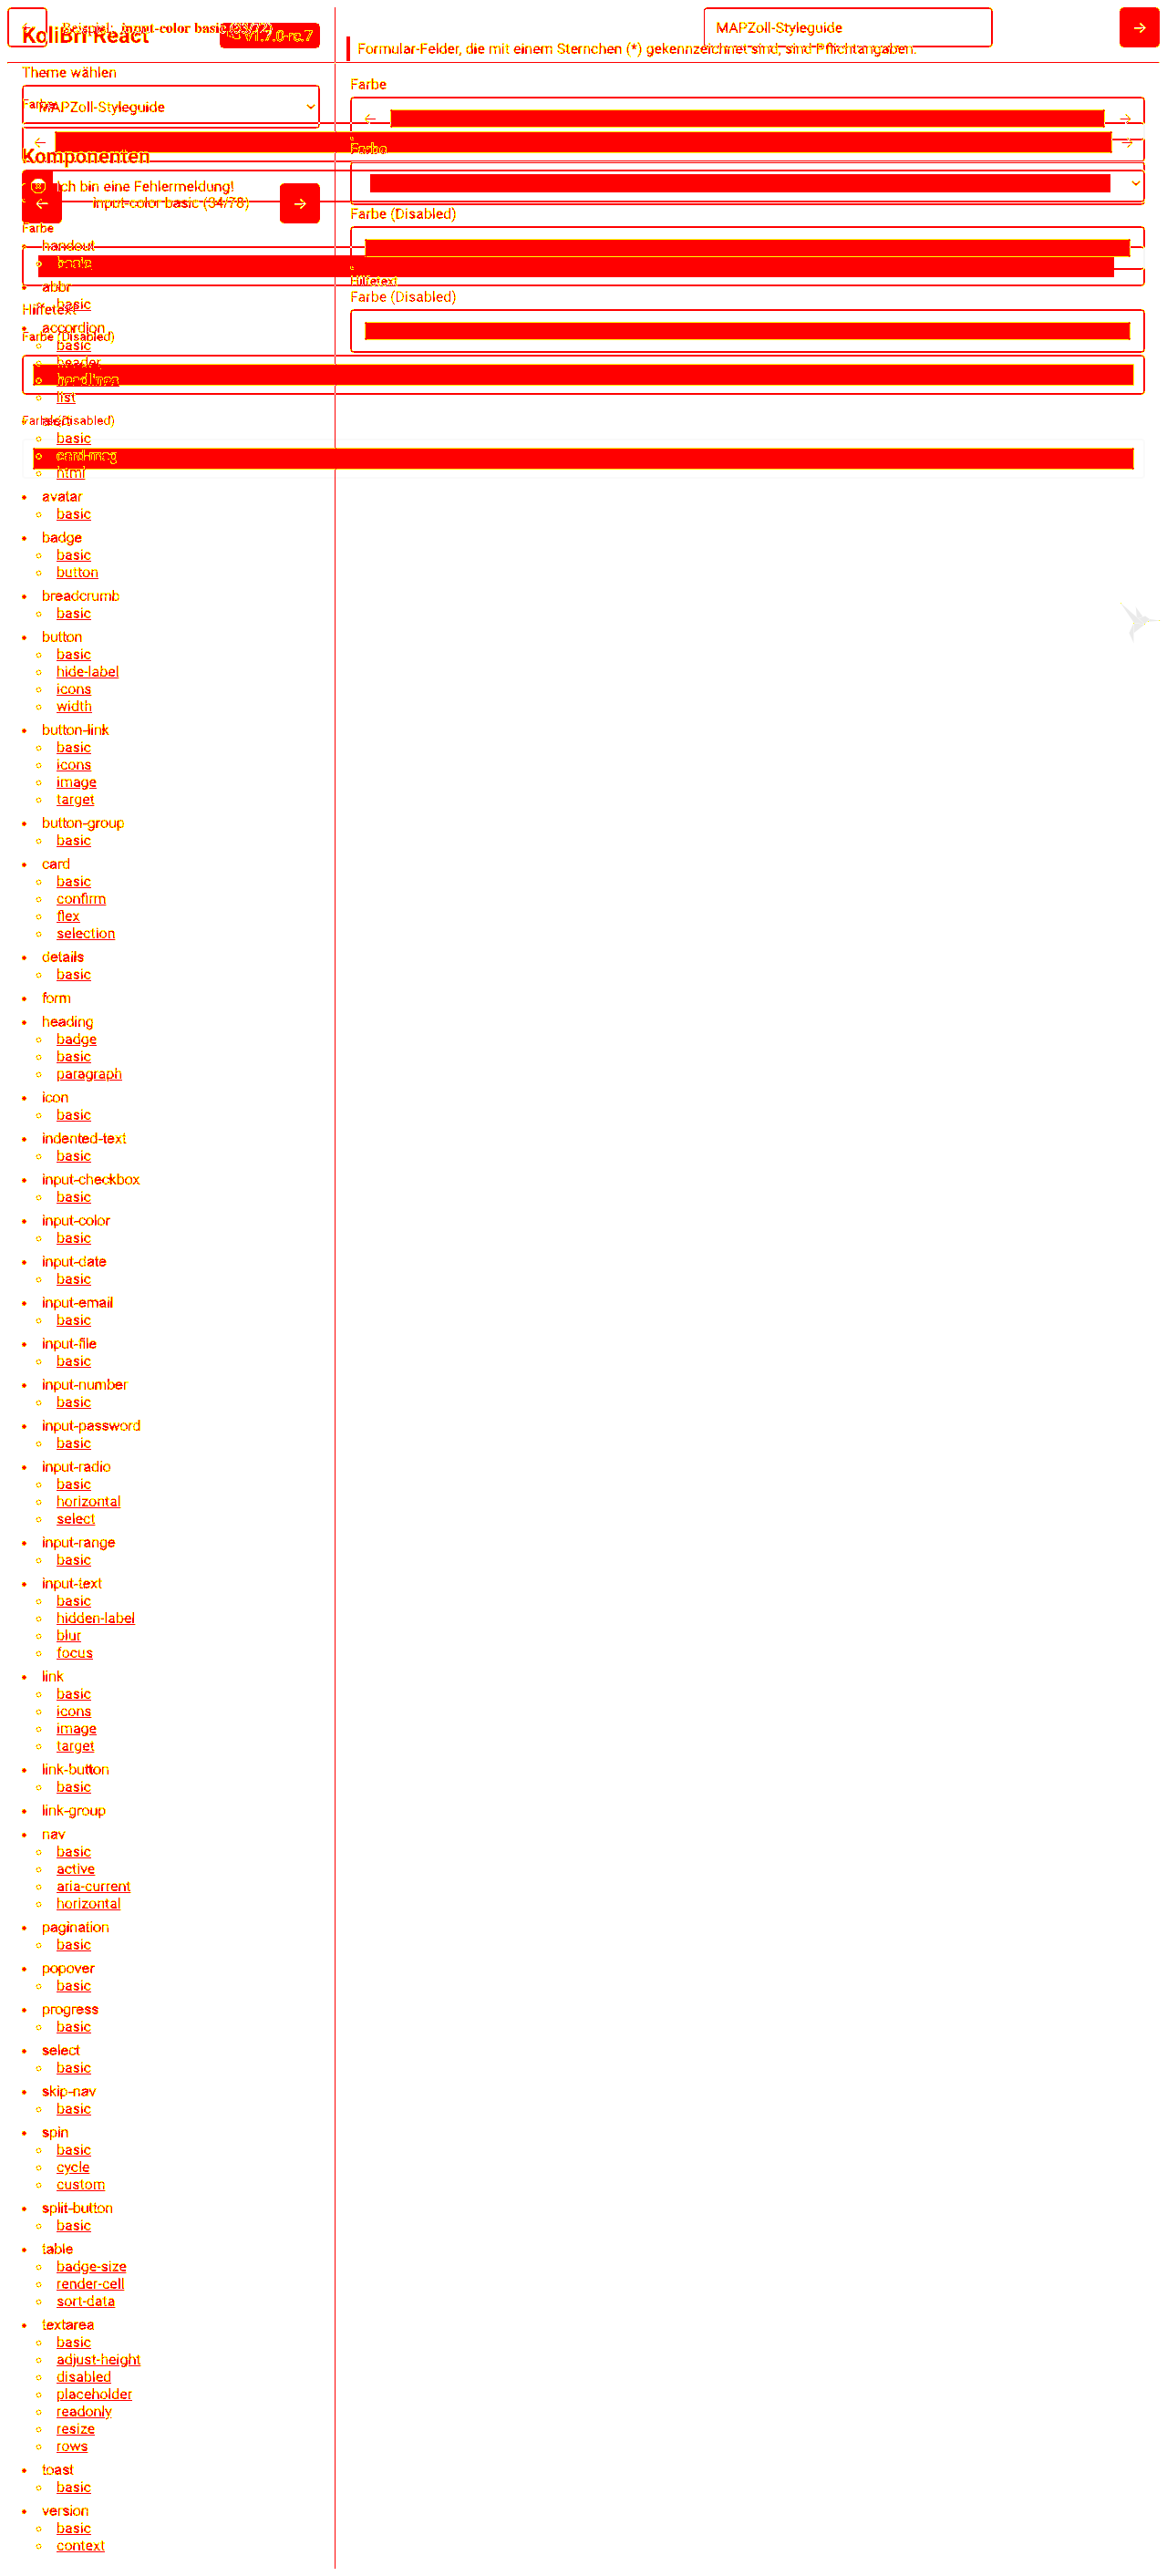 KoliBri React
v1.7.0-rc.7
MAPZoll-Styleguide
Formular-Felder, die mit einem Sternchen (*) gekennzeichnet sind, sind Pflichtangaben.
Theme wählen
MAPZoll-Styleguide
Farbe
Farbe
Komponenten
Farbe
Ich bin eine Fehlermeldung!
input-color basic (34/78)
Farbe (Disabled)
Farbe
handout
Hilfetext
Farbe (Disabled)
abbr
basic
Hilfetext
accordion
Farbe (Disabled)
basic
header
headlines
list
Farbe (Disabled)
basic
card-msg
html
avatar
basic
badge
basic
button
breadcrumb
basic
button
basic
hide-label
icons
width
button-link
basic
icons
image
target
button-group
basic
card
basic
confirm
flex
selection
details
basic
form
heading
badge
basic
paragraph
icon
basic
indented-text
basic
input-checkbox
basic
input-color
basic
input-date
basic
input-email
basic
input-file
basic
input-number
basic
input-password
basic
input-radio
basic
horizontal
select
input-range
basic
input-text
basic
hidden-label
blur
focus
link
basic
icons
image
target
link-button
basic
link-group
nav
basic
active
aria-current
horizontal
pagination
basic
popover
basic
progress
basic
select
basic
skip-nav
basic
spin
basic
cycle
custom
split-button
basic
table
badge-size
render-cell
sort-data
textarea
basic
adjust-height
disabled
placeholder
readonly
resize
rows
toast
basic
version
basic
context